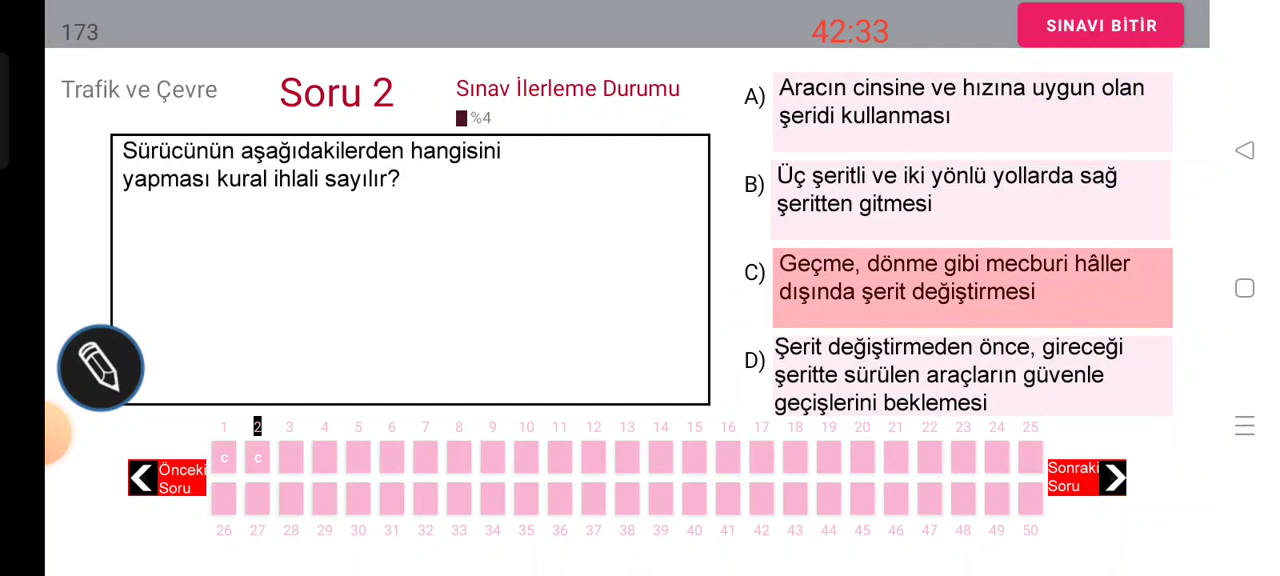 173
42:33
SINAVI BİTİR
Trafik ve Çevre
Soru 2
Sınav İlerleme Durumu
%4
Sürücünün aşağıdakilerden hangisini
yapması kural ihlali sayılır?
A) Aracın cinsine ve hızına uygun olan
şeridi kullanması
B) Üç şeritli ve iki yönlü yollarda sağ
şeritten gitmesi
C) Geçme, dönme gibi mecburi hâller
dışında şerit değiştirmesi
D) Şerit değiştirmeden önce, gireceği
şeritte sürülen araçların güvenle
geçişlerini beklemesi
1 2 3 4 5 6 7 8 9 10 11 12 13 14 15 16 17 18 19 20 21 22 23 24 25
c c
Önceki
Soru
Sonraki
Soru
26 27 28 29 30 31 32 33 34 35 36 37 38 39 40 41 42 43 44 45 46 47 48 49 50